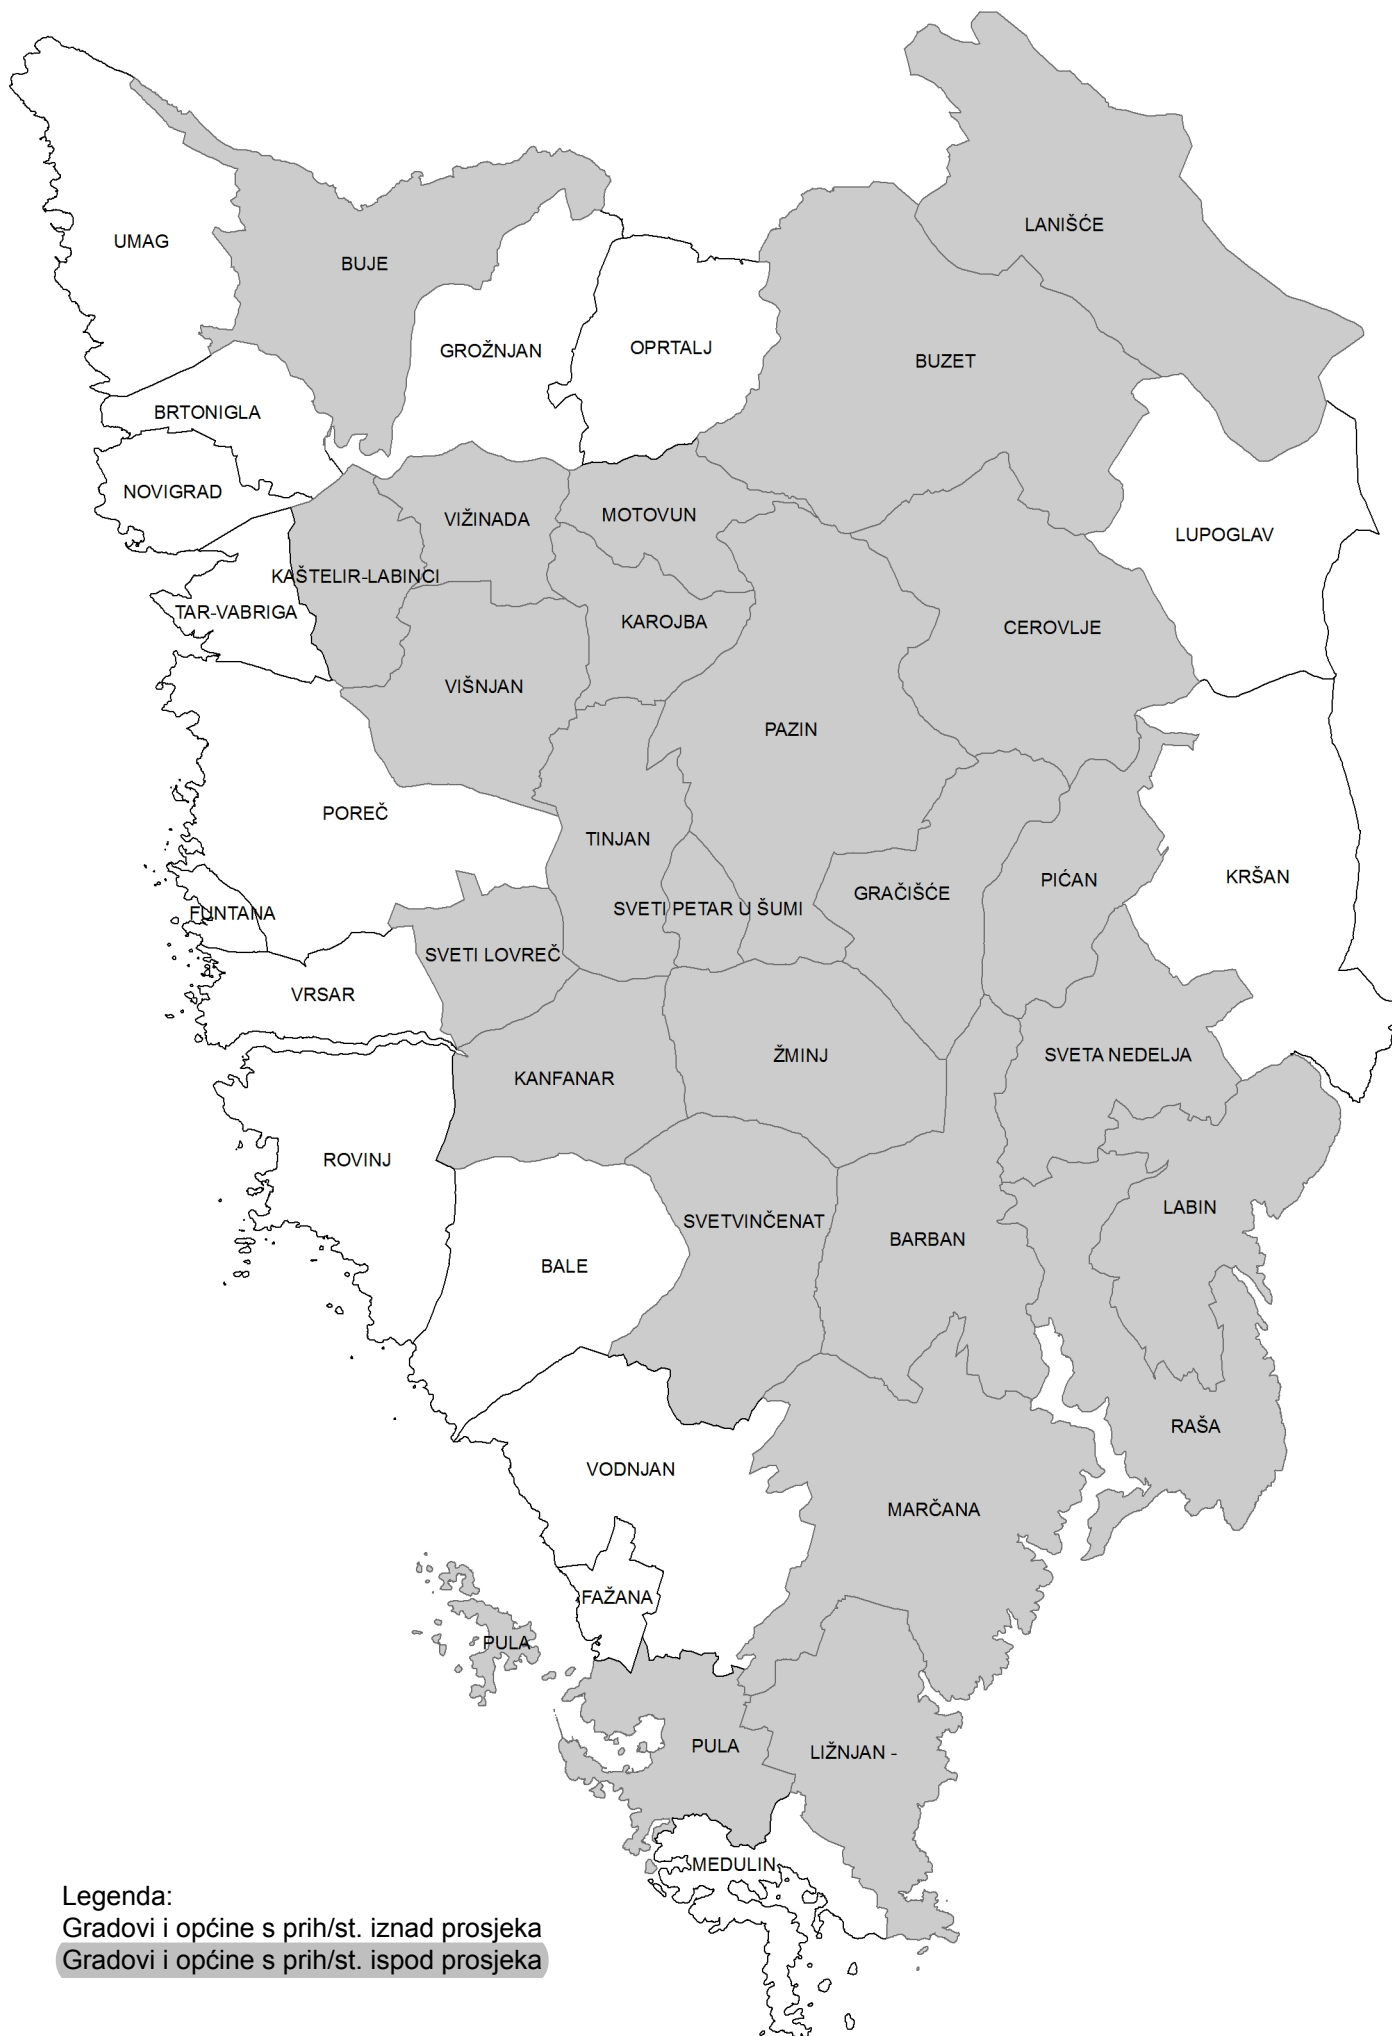 LANIŠĆE
UMAG
BUJE
GROŽNJAN
OPRTALJ
BUZET
BRTONIGLA
NOVIGRAD
VIŽINADA
MOTOVUN
LUPOGLAV
KAŠTELIR-LABINCI
TAR-VABRIGA
KAROJBA
CEROVLJE
VIŠNJAN
PAZIN
POREČ
TINJAN
GRAČIŠĆE
PIĆAN
KRŠAN
FUNTANA
SVETI PETAR U ŠUMI
SVETI LOVREČ
VRSAR
ŽMINJ
SVETA NEDELJA
KANFANAR
ROVINJ
LABIN
SVETVINČENAT
BARBAN
BALE
RAŠA
VODNJAN
MARČANA
FAŽANA
PULA
PULA
LIŽNJAN -
MEDULIN
Legenda:
Gradovi i općine s prih/st. iznad prosjeka
Gradovi i općine s prih/st. ispod prosjeka